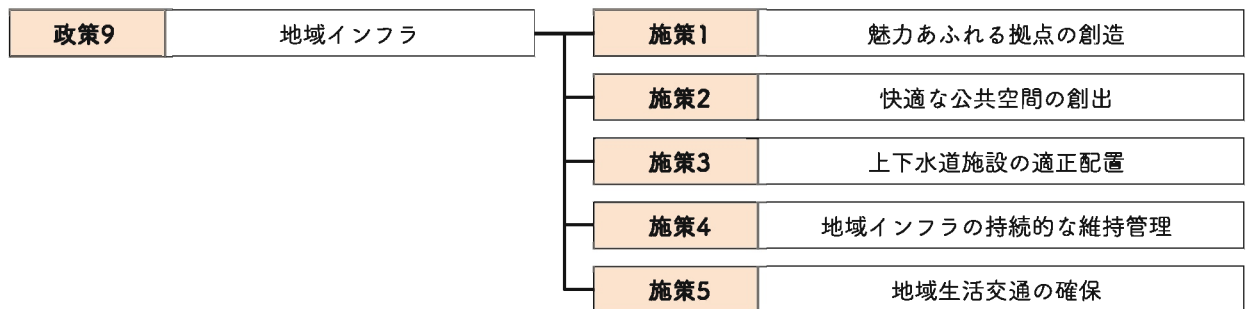 政策9 地域インフラ
施策1 魅力あふれる拠点の創造
施策2 快適な公共空間の創出
施策3 上下水道施設の適正配置
施策4 地域インフラの持続的な維持管理
施策5 地域生活交通の確保